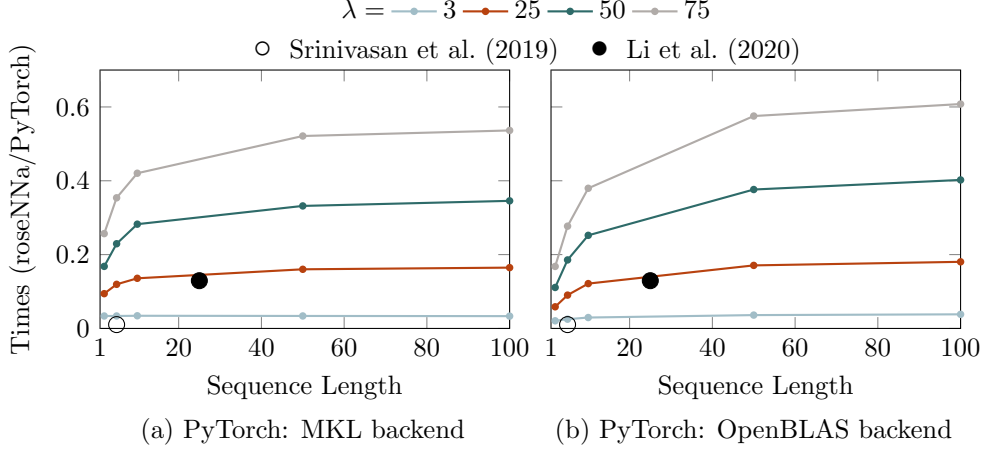 λ = 3 25 50 75
Srinivasan et al. (2019) Li et al. (2020)
Times (roseNNa/PyTorch)
0.6
0.4
0.2
0
1 20 40 60 80 100
1 20 40 60 80 100
Sequence Length
Sequence Length
(a) PyTorch: MKL backend
(b) PyTorch: OpenBLAS backend